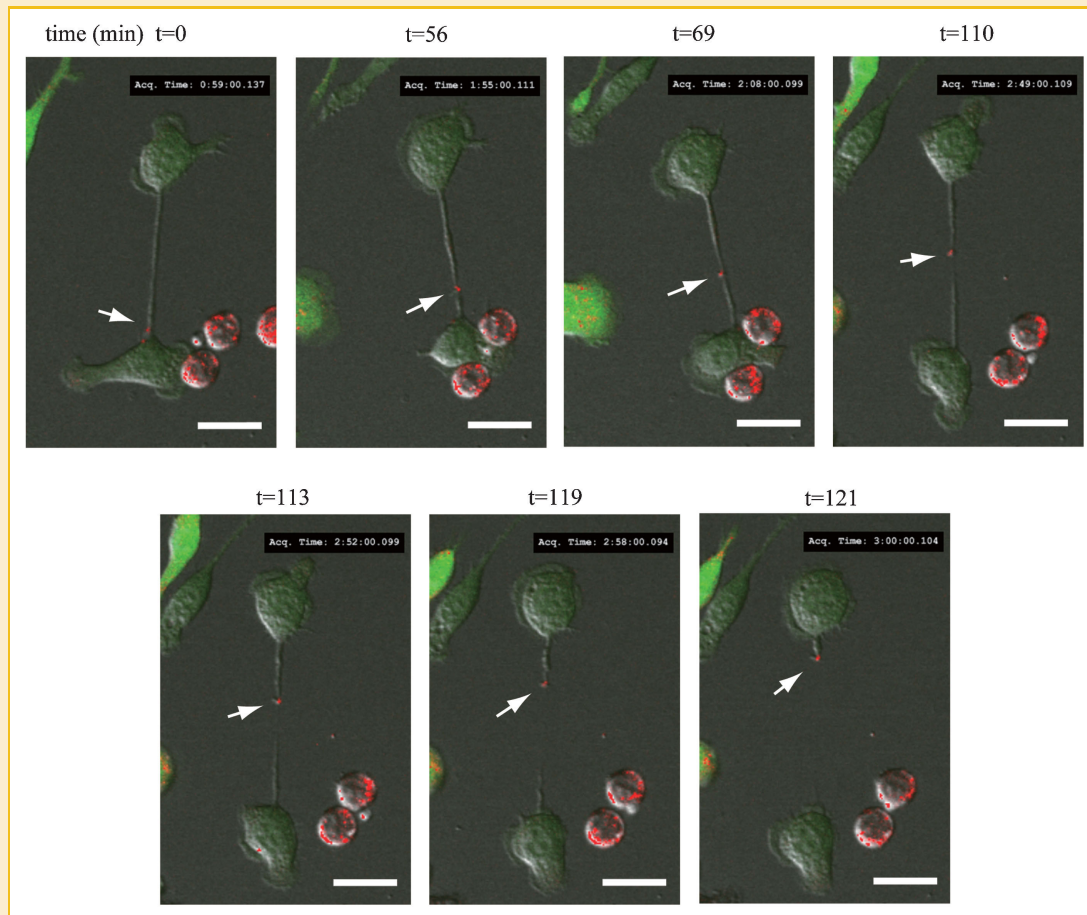 time (min) t=0 t=56 t=69 t=110
Acq. Time: 0:59:00.137
Acq. Time: 1:55:00.111
Acq. Time: 2:08:00.099
Acq. Time: 2:49:00.109
t=113 t=119 t=121
Acq. Time: 2:52:00.099
Acq. Time: 2:58:00.094
Acq. Time: 3:00:00.104